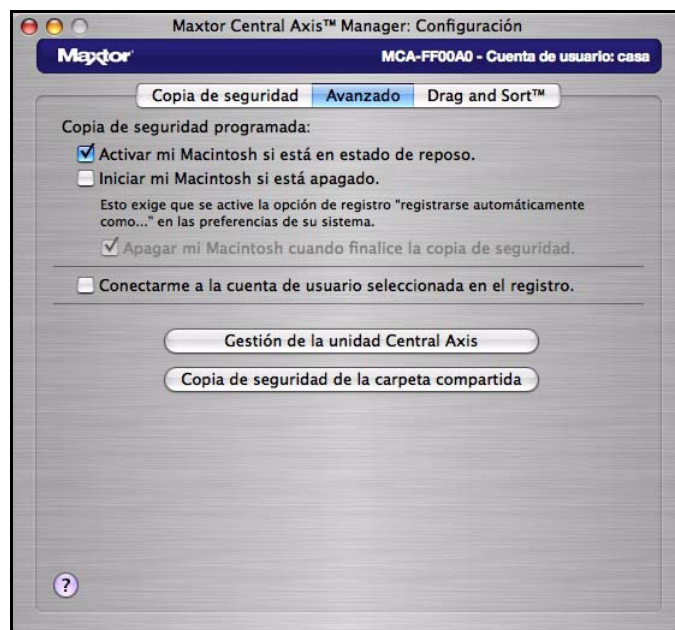 Maxtor Central Axis™ Manager: Configuración
Maxtor
MCA-FF00A0 - Cuenta de usuario: casa
Copia de seguridad Avanzado Drag and Sort™
Copia de seguridad programada:
Activar mi Macintosh si está en estado de reposo.
Iniciar mi Macintosh si está apagado.
Esto exige que se active la opción de registro "registrarse automáticamente
como..." en las preferencias de su sistema.
Apagar mi Macintosh cuando finalice la copia de seguridad.
Conectarme a la cuenta de usuario seleccionada en el registro.
Gestión de la unidad Central Axis
Copia de seguridad de la carpeta compartida
?